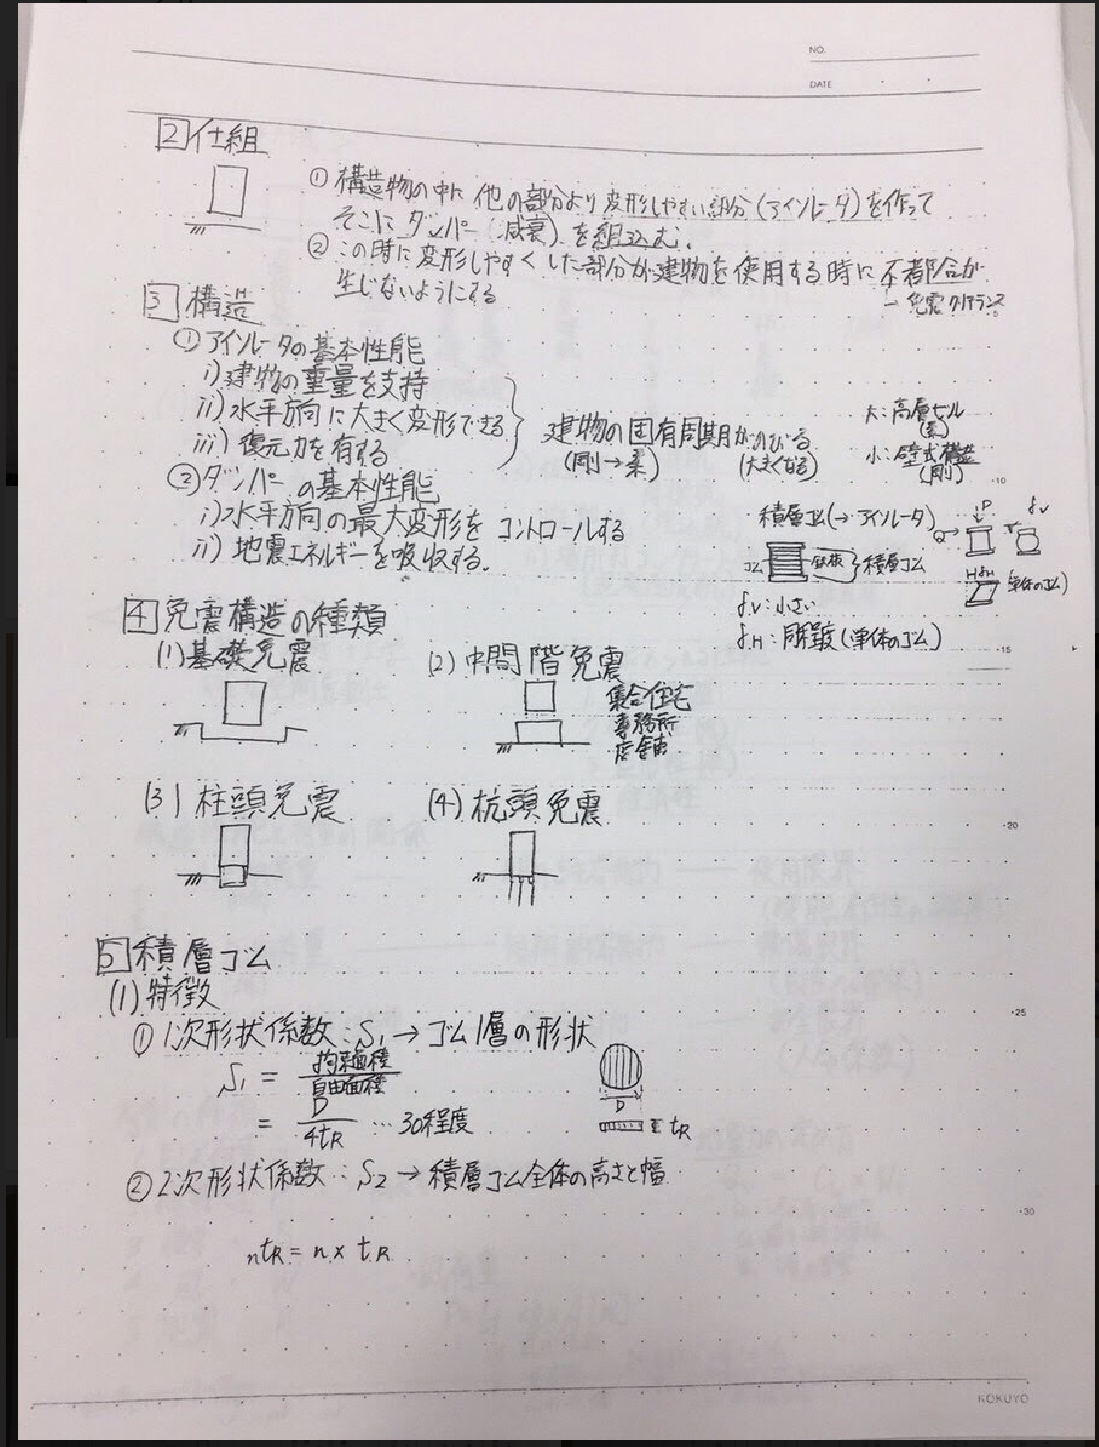 NO.
DATE
2 仕組
① 構造物の中に他の部分より変形しやすい部分(アイソレータ)を作って
そこにダンパー(減衰)を組込む。
② この時に変形しやすくした部分が建物を使用する時に不都合が
生じないようにする
→ 免震クリアランス
3 構造
① アイソレータの基本性能
i) 建物の重量を支持
ii) 水平方向に大きく変形できる
iii) 復元力を有する
建物の固有周期がのびる
(剛→柔) (大きくなる)
大:高層ビル
(柔)
小:壁式構造
(剛)
10
② ダンパーの基本性能
i) 水平方向の最大変形をコントロールする
ii) 地震エネルギーを吸収する.
積層ゴム(→アイソレータ)
P
δv
ゴム
鉄板
積層ゴム
H
δH
(単体のゴム)
δv:小さい
δH:同程度(単体のゴム)
15
4 免震構造の種類
(1) 基礎免震
(2) 中間階免震
集合住宅
事務所
店舗
(3) 柱頭免震
(4) 杭頭免震
20
5 積層ゴム
(1) 特徴
25
① 1次形状係数:S1 → ゴム1層の形状
S1 = 拘束面積/自由面積
= D/4tR … 30程度
D
tR
② 2次形状係数:S2 → 積層ゴム全体の高さと幅
30
ntR = n × tR
KOKUYO